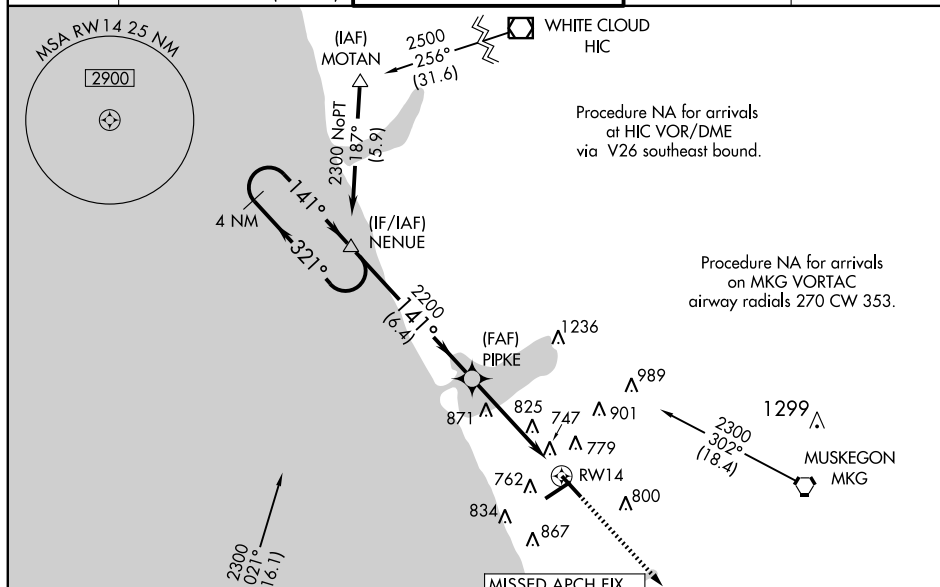 MSA RW14 25 NM
2900
(IAF)
MOTAN
2500
256°
(31.6)
WHITE CLOUD
HIC
Procedure NA for arrivals
at HIC VOR/DME
via V26 southeast bound.
2300 NoPT
187°
(5.9)
141°
4 NM
321°
(IF/IAF)
NENUE
Procedure NA for arrivals
on MKG VORTAC
airway radials 270 CW 353.
2200
141°
(6.4)
(FAF)
PIPKE
1236
989
871
825
747
901
779
1299
2300
302°
(18.4)
MUSKEGON
MKG
762
RW14
800
834
867
2300
021°
16.1)
MISSED APCH FIX